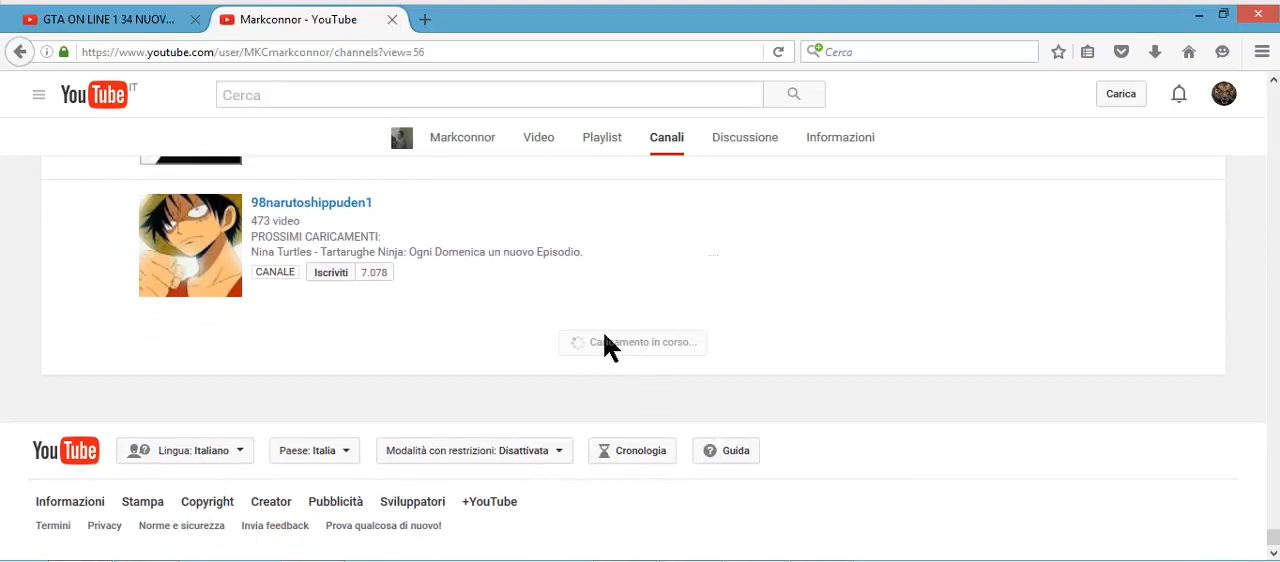 GTA ON LINE 1 34 NUOV...
Markconnor - YouTube
https://www.youtube.com/user/MKCmarkconnor/channels?view=56
Cerca
YouTube IT
Cerca
Carica
Markconnor
Video
Playlist
Canali
Discussione
Informazioni
98narutoshippuden1
473 video
PROSSIMI CARICAMENTI:
Nina Turtles - Tartarughe Ninja: Ogni Domenica un nuovo Episodio. ...
CANALE Iscriviti 7.078
Caricamento in corso...
YouTube
Lingua: Italiano
Paese: Italia
Modalità con restrizioni: Disattivata
Cronologia
Guida
Informazioni Stampa Copyright Creator Pubblicità Sviluppatori +YouTube
Termini Privacy Norme e sicurezza Invia feedback Prova qualcosa di nuovo!